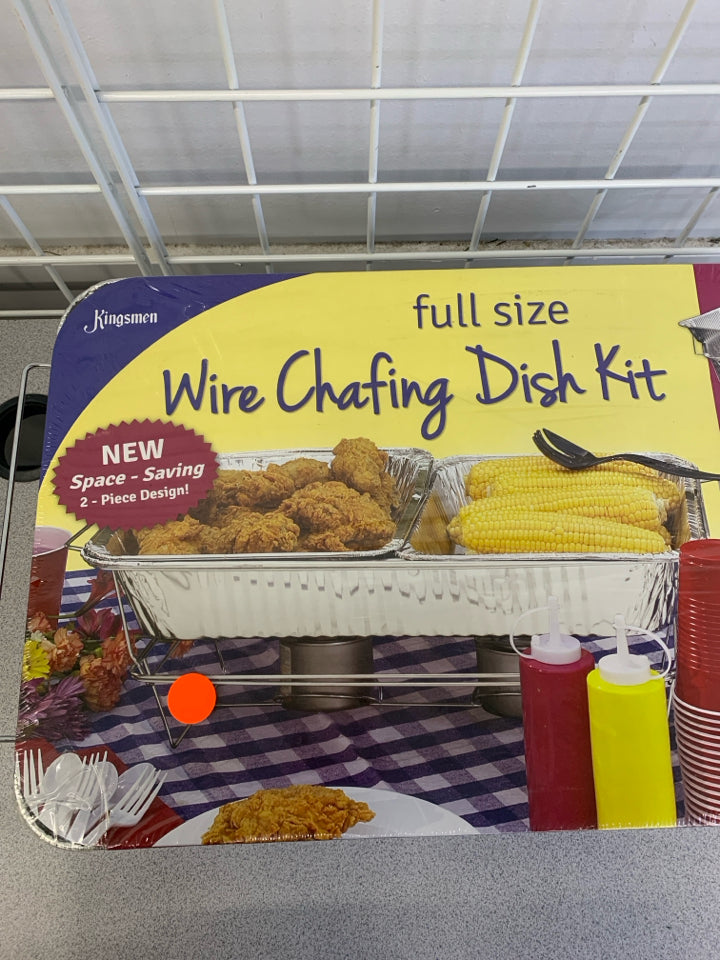 Kingsmen
full size
Wire Chafing Dish Kit
NEW
Space - Saving
2 - Piece Design!